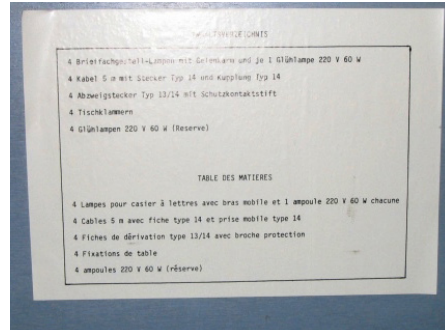 INHALTSVERZEICHNIS
4 Brieffachgestell-Lampen mit Gelenkarm und je 1 Glühlampe 220 V 60 W
4 Kabel 5 m mit Stecker Typ 14 und Kupplung Typ 14
4 Abzweigstecker Typ 13/14 mit Schutzkontaktstift
4 Tischklammern
4 Glühlampen 220 V 60 W (Reserve)
TABLE DES MATIERES
4 Lampes pour casier à lettres avec bras mobile et 1 ampoule 220 V 60 W chacune
4 Cables 5 m avec fiche type 14 et prise mobile type 14
4 Fiches de dérivation type 13/14 avec broche protection
4 Fixations de table
4 ampoules 220 V 60 W (réserve)